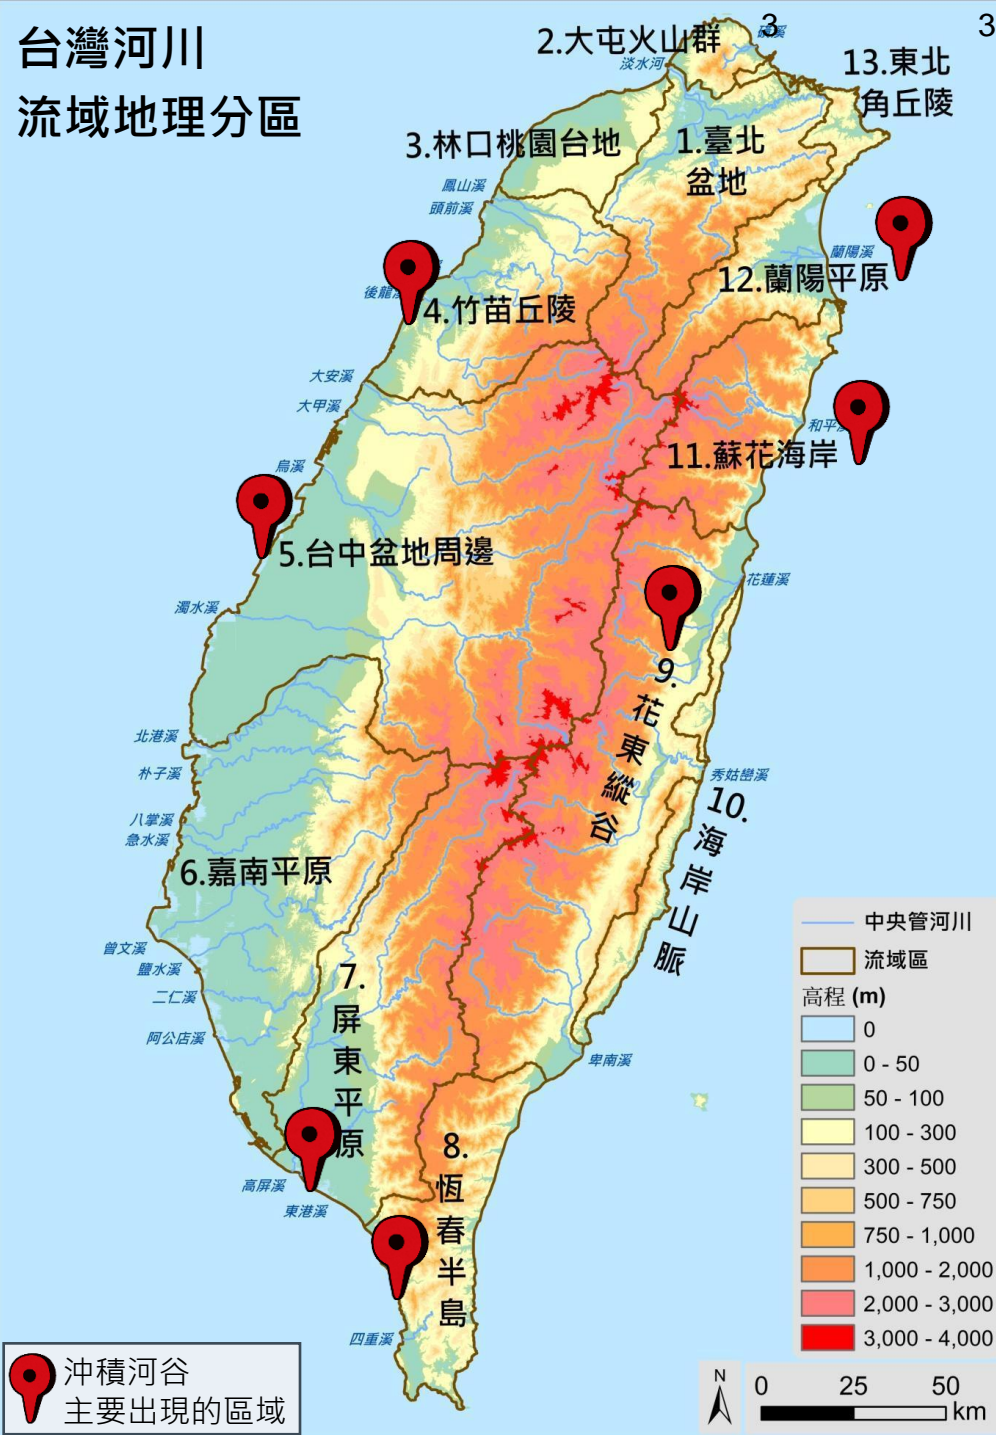 台灣河川
流域地理分區
3
3
2.大屯火山群
磺溪
淡水河
13.東北
角丘陵
3.林口桃園台地
1.臺北
盆地
鳳山溪
頭前溪
蘭陽溪
12.蘭陽平原
後龍溪
4.竹苗丘陵
大安溪
大甲溪
和平溪
11.蘇花海岸
烏溪
5.台中盆地周邊
花蓮溪
濁水溪
9.
花
東
縱
谷
北港溪
朴子溪
秀姑巒溪
10.
海
岸
山
脈
八掌溪
急水溪
6.嘉南平原
曾文溪
鹽水溪
二仁溪
阿公店溪
7.
屏
東
平
原
卑南溪
8.
恆
春
半
島
高屏溪
東港溪
四重溪
中央管河川
流域區
高程 (m)
0
0 - 50
50 - 100
100 - 300
300 - 500
500 - 750
750 - 1,000
1,000 - 2,000
2,000 - 3,000
3,000 - 4,000
沖積河谷
主要出現的區域
N
0 25 50
km